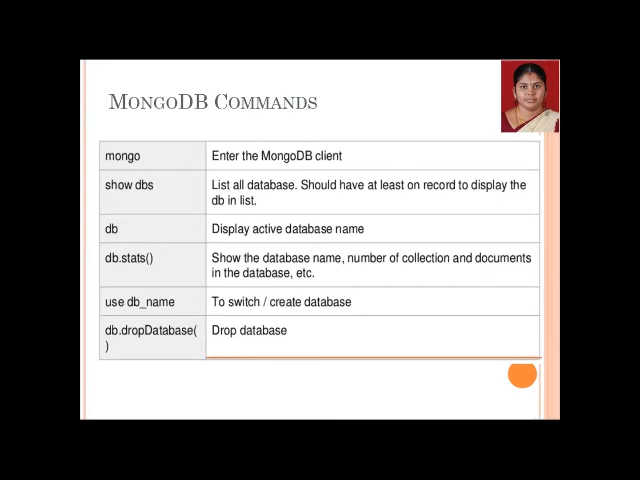 MONGODB COMMANDS
mongo
Enter the MongoDB client
show dbs
List all database. Should have at least on record to display the
db in list.
db
Display active database name
db.stats()
Show the database name, number of collection and documents
in the database, etc.
use db_name
To switch / create database
db.dropDatabase(
)
Drop database